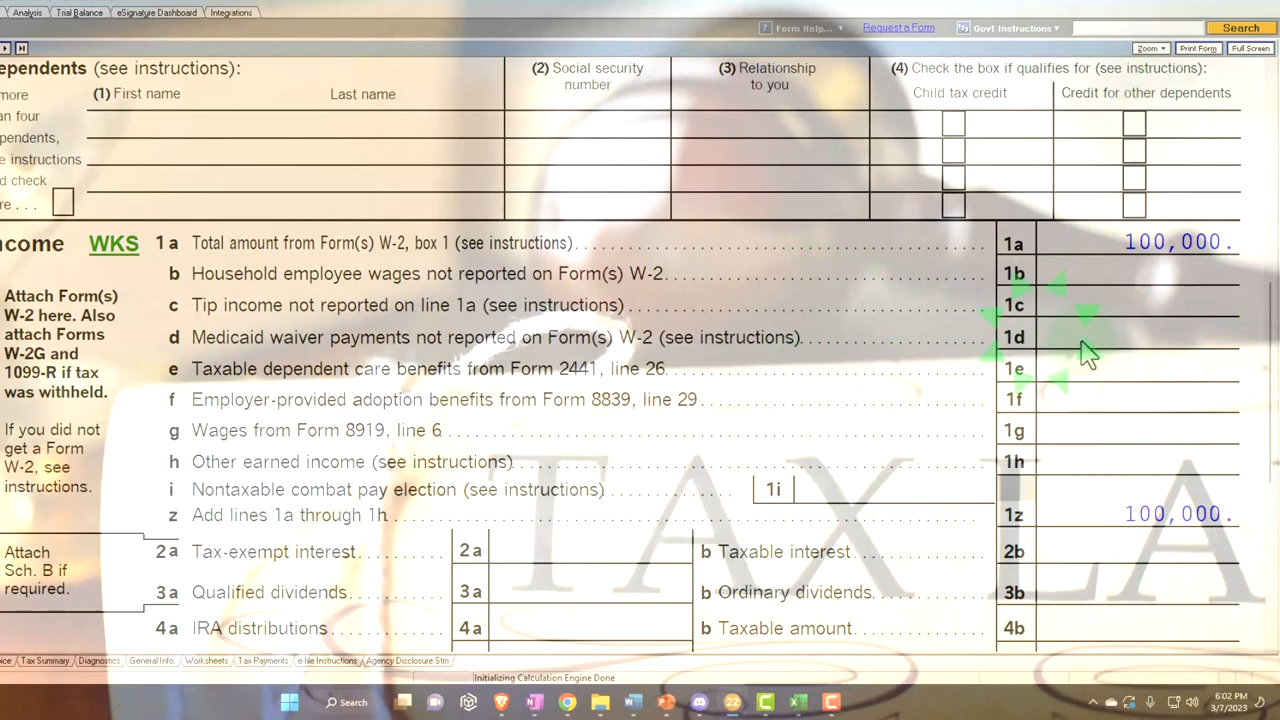 Analysis Trial Balance eSignature Dashboard Integrations
? Form Help... Request a Form Govt Instructions Search
Zoom Print Form Full Screen
ependents (see instructions): (2) Social security number (3) Relationship to you (4) Check the box if qualifies for (see instructions):
more (1) First name Last name Child tax credit Credit for other dependents
an four
pendents,
e instructions
d check
re . . .
ncome WKS 1a Total amount from Form(s) W-2, box 1 (see instructions) 1a 100,000.
b Household employee wages not reported on Form(s) W-2 1b
Attach Form(s) W-2 here. Also attach Forms W-2G and 1099-R if tax was withheld.
c Tip income not reported on line 1a (see instructions) 1c
d Medicaid waiver payments not reported on Form(s) W-2 (see instructions) 1d
e Taxable dependent care benefits from Form 2441, line 26 1e
f Employer-provided adoption benefits from Form 8839, line 29 1f
If you did not get a Form W-2, see instructions.
g Wages from Form 8919, line 6 1g
h Other earned income (see instructions) 1h
i Nontaxable combat pay election (see instructions) 1i
z Add lines 1a through 1h 1z 100,000.
Attach Sch. B if required.
2a Tax-exempt interest 2a b Taxable interest 2b
3a Qualified dividends 3a b Ordinary dividends 3b
4a IRA distributions 4a b Taxable amount 4b
TAX LA
Tax Summary Diagnostics General Info. Worksheets Tax Payments e-file Instructions Agency Disclosure Stm
Initializing Calculation Engine Done
Search 22 6:02 PM
3/7/2023